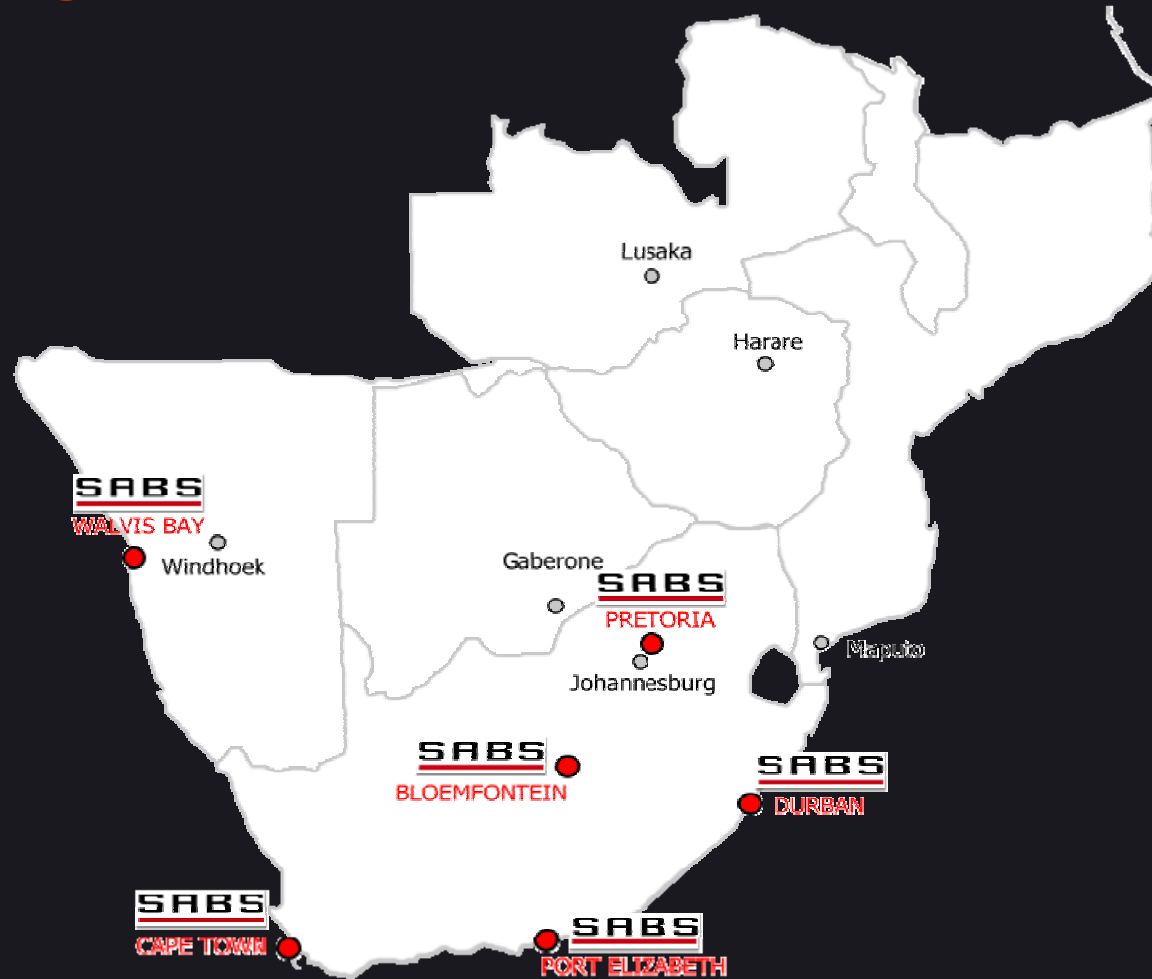 Lusaka
Harare
SABS
WALVIS BAY
Windhoek
Gaberone
SABS
PRETORIA
Maputo
Johannesburg
SABS
BLOEMFONTEIN
SABS
DURBAN
SABS
CAPE TOWN
SABS
PORT ELIZABETH